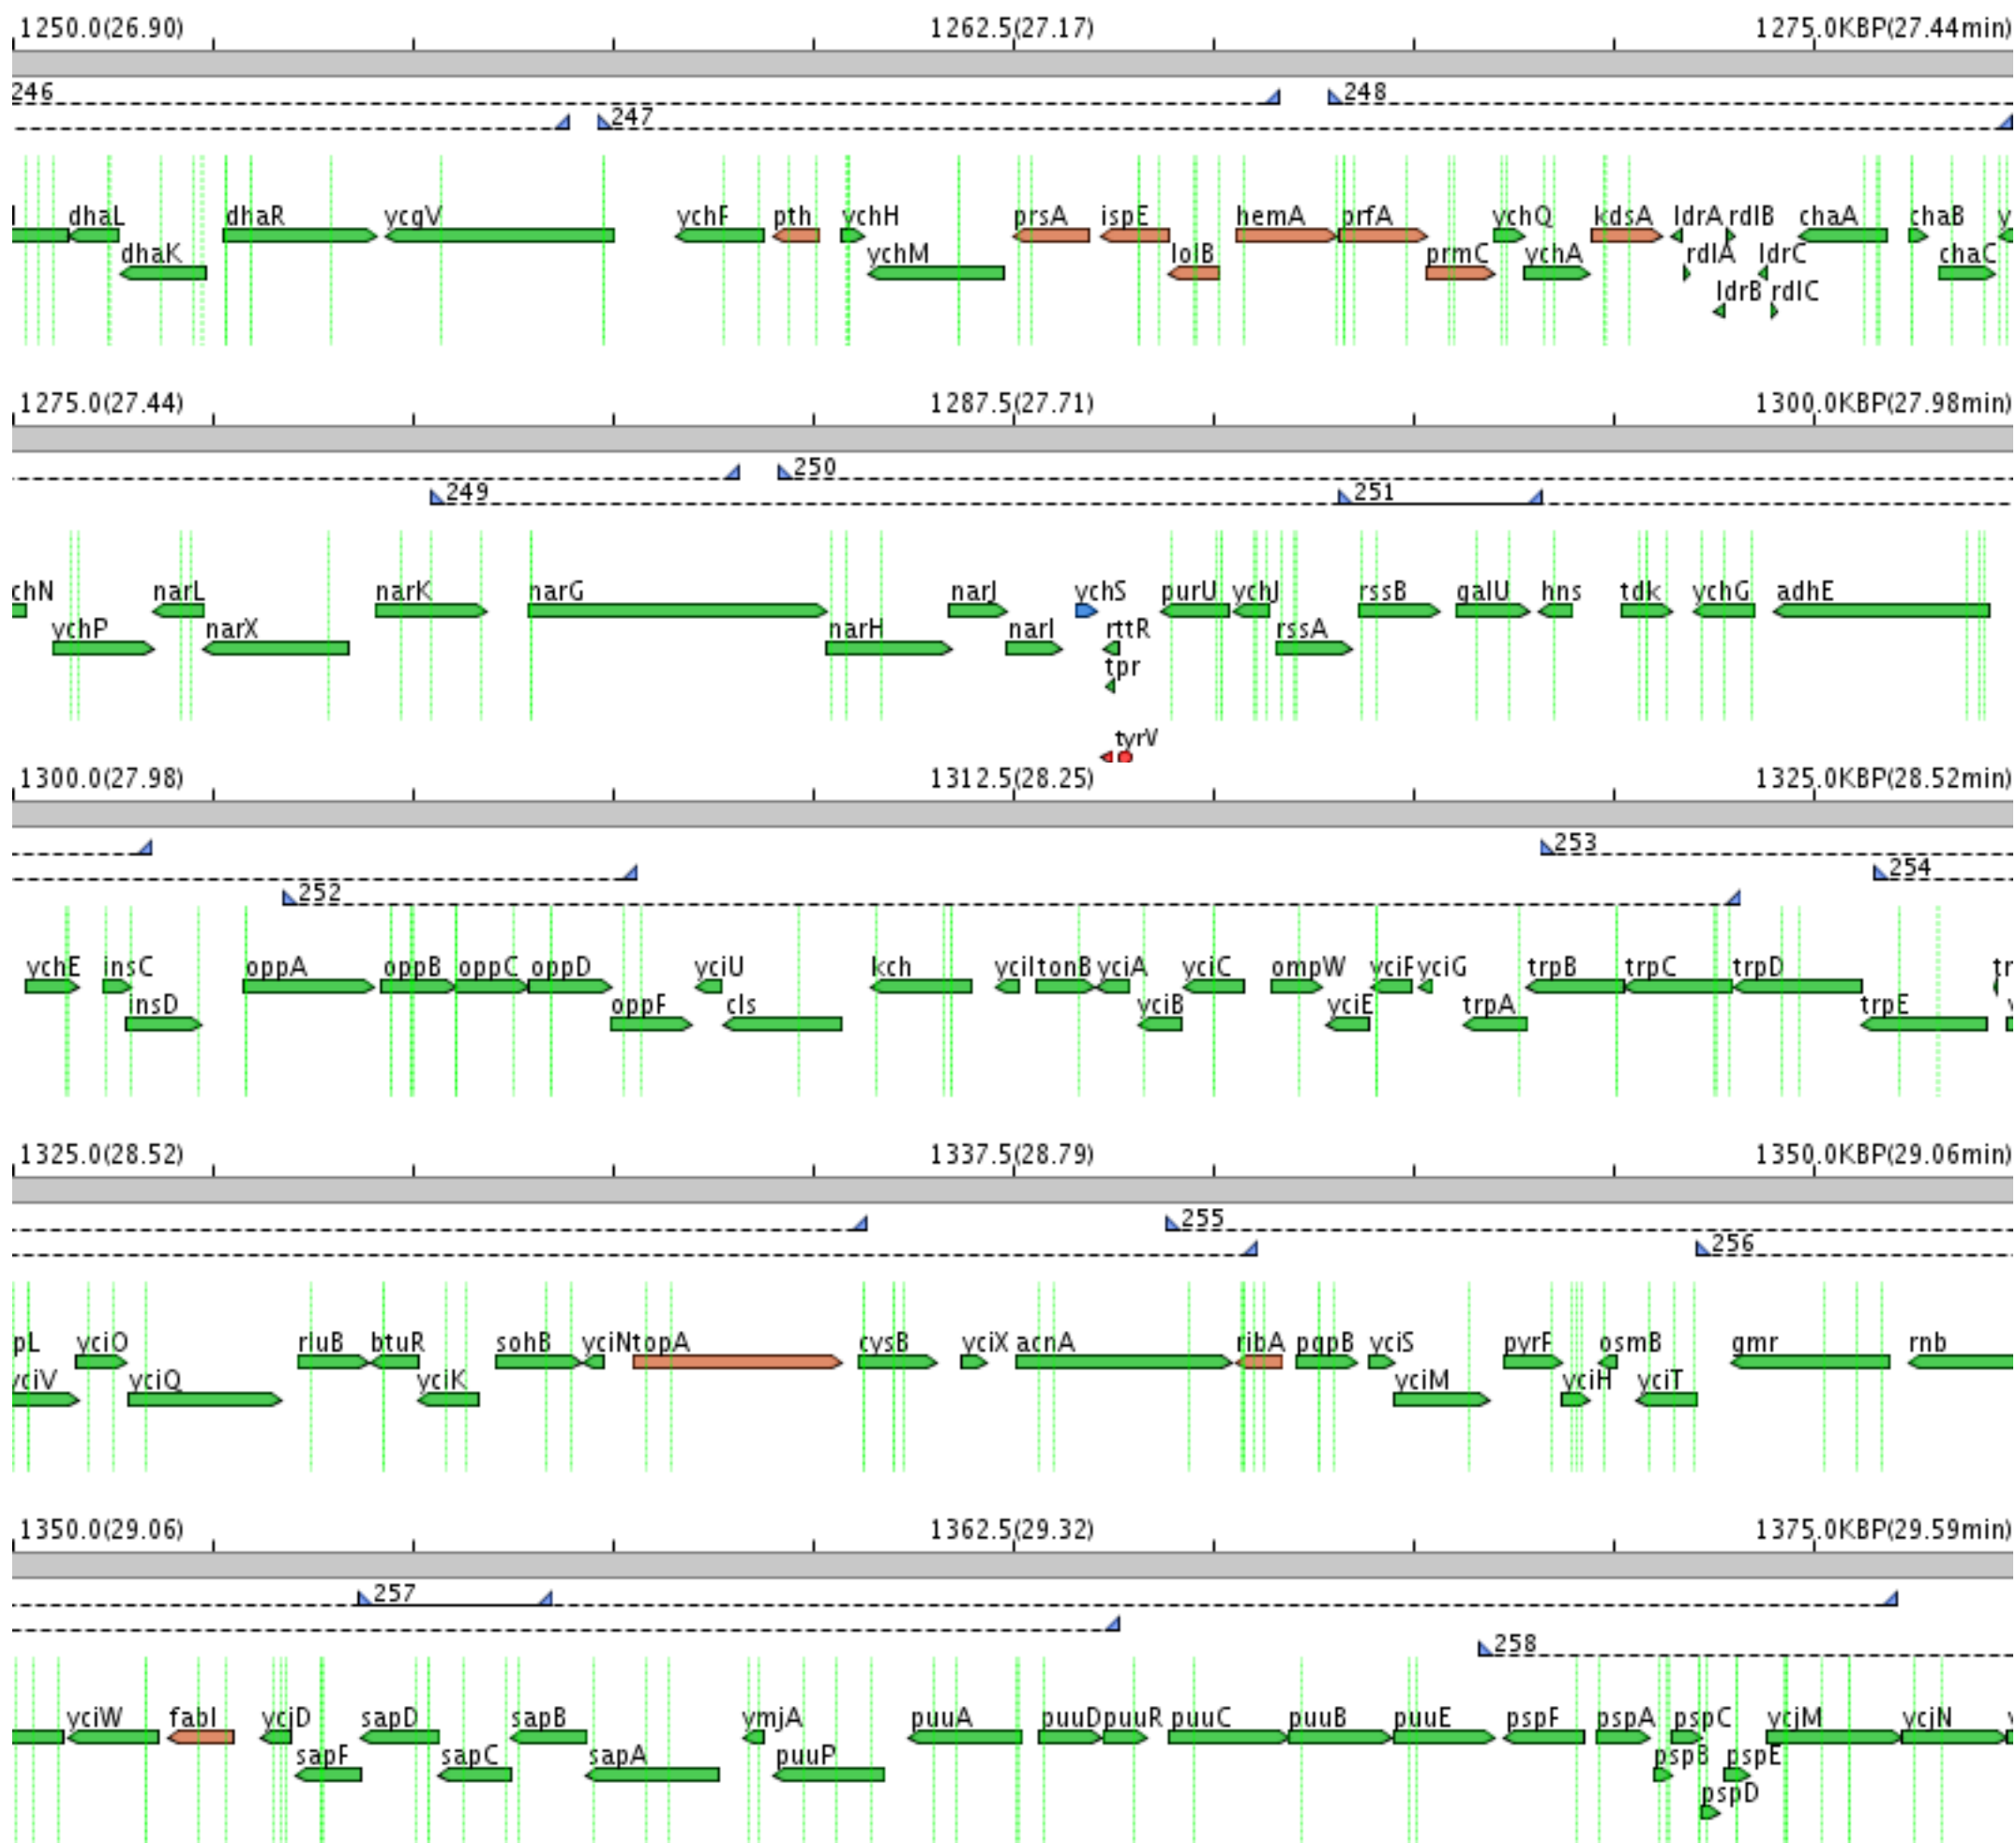 1250.0(26.90) 1262.5(27.17) 1275.0KBP(27.44min)
246 248
247
l dhaL dhaR ycgV ychF pth ychH prsA ispE hemA prfA ychQ kdsA ldrA rdlB chaA chaB y
dhaK ychM lolB prmC ychA rdlA ldrC chaC
ldrB rdlC
1275.0(27.44) 1287.5(27.71) 1300.0KBP(27.98min)
250
249 251
chN narL narK narG narJ ychS purU ychJ rssB galU hns tdk ychG adhE
ychP narX narH narI rttR rssA
tpr
tyrV
1300.0(27.98) 1312.5(28.25) 1325.0KBP(28.52min)
253
254
252
ychE insC oppA oppB oppC oppD yciU kch yciI tonB yciA yciC ompW yciF yciG trpB trpC trpD tr
insD oppF cls yciB yciE trpA trpE y
1325.0(28.52) 1337.5(28.79) 1350.0KBP(29.06min)
255
256
pL yciO rluB btuR sohB yciN topA cysB yciX acnA ribA pgpB yciS pyrF osmB gmr rnb
yciV yciQ yciK yciM yciH yciT
1350.0(29.06) 1362.5(29.32) 1375.0KBP(29.59min)
257
258
yciW fabI ycjD sapD sapB ymjA puuA puuD puuR puuC puuB puuE pspF pspA pspC ycjM ycjN y
sapF sapC sapA puuP pspB pspE
pspD